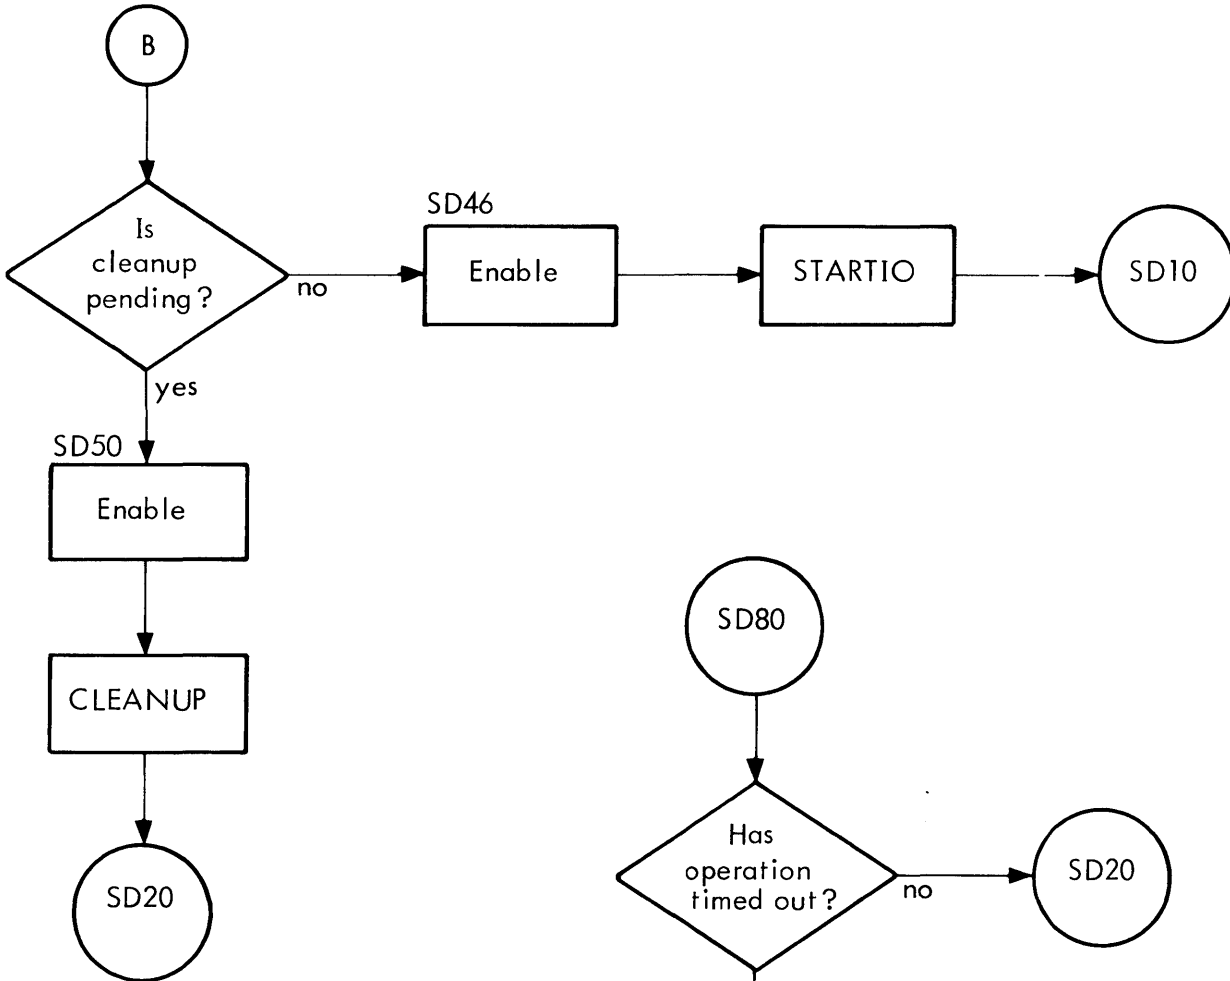 B
SD46
Is
cleanup
pending?
Enable
STARTIO
SD10
no
yes
SD50
Enable
CLEANUP
SD20
SD80
Has
operation
timed out?
no
SD20